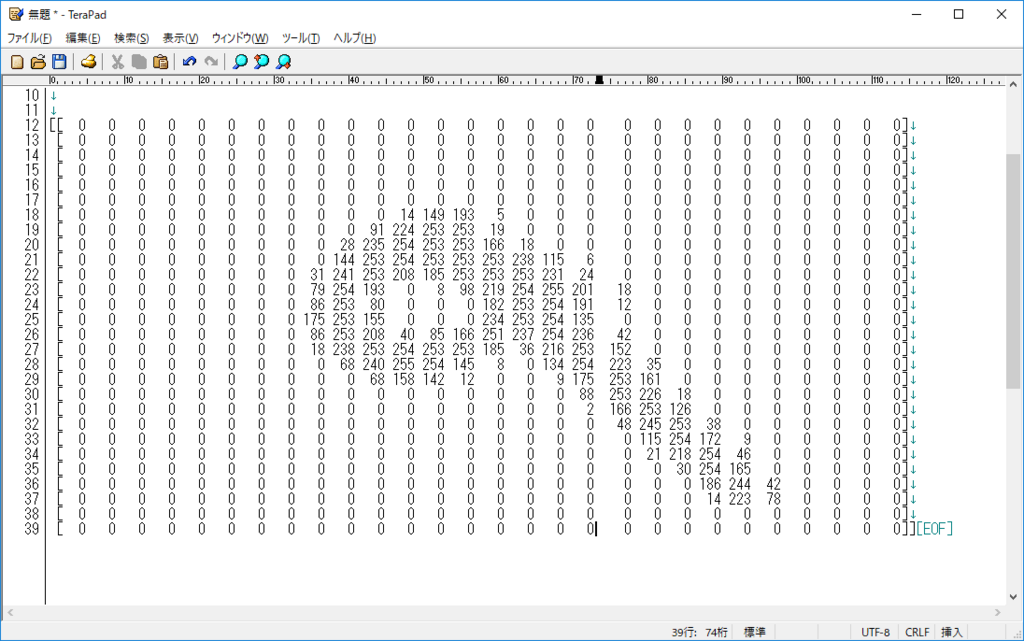 無題 * - TeraPad
ファイル(F) 編集(E) 検索(S) 表示(V) ウィンドウ(W) ツール(T) ヘルプ(H)
0 10 20 30 40 50 60 70 80 90 100 110 120
10 ↓
11 ↓
12 [[ 0 0 0 0 0 0 0 0 0 0 0 0 0 0 0 0 0 0 0 0 0 0 0 0 0 0 0 0]↓
13 [ 0 0 0 0 0 0 0 0 0 0 0 0 0 0 0 0 0 0 0 0 0 0 0 0 0 0 0 0]↓
14 [ 0 0 0 0 0 0 0 0 0 0 0 0 0 0 0 0 0 0 0 0 0 0 0 0 0 0 0 0]↓
15 [ 0 0 0 0 0 0 0 0 0 0 0 0 0 0 0 0 0 0 0 0 0 0 0 0 0 0 0 0]↓
16 [ 0 0 0 0 0 0 0 0 0 0 0 0 0 0 0 0 0 0 0 0 0 0 0 0 0 0 0 0]↓
17 [ 0 0 0 0 0 0 0 0 0 0 0 0 0 0 0 0 0 0 0 0 0 0 0 0 0 0 0 0]↓
18 [ 0 0 0 0 0 0 0 0 0 0 0 14 149 193 5 0 0 0 0 0 0 0 0 0 0 0 0 0]↓
19 [ 0 0 0 0 0 0 0 0 0 0 91 224 253 253 19 0 0 0 0 0 0 0 0 0 0 0 0 0]↓
20 [ 0 0 0 0 0 0 0 0 0 28 235 254 253 253 166 18 0 0 0 0 0 0 0 0 0 0 0 0]↓
21 [ 0 0 0 0 0 0 0 0 0 144 253 254 253 253 253 238 115 6 0 0 0 0 0 0 0 0 0 0]↓
22 [ 0 0 0 0 0 0 0 0 31 241 253 208 185 253 253 253 231 24 0 0 0 0 0 0 0 0 0 0]↓
23 [ 0 0 0 0 0 0 0 0 79 254 193 0 8 98 219 254 255 201 18 0 0 0 0 0 0 0 0 0]↓
24 [ 0 0 0 0 0 0 0 0 86 253 80 0 0 0 182 253 254 191 12 0 0 0 0 0 0 0 0 0]↓
25 [ 0 0 0 0 0 0 0 0 175 253 155 0 0 0 234 253 254 135 0 0 0 0 0 0 0 0 0 0]↓
26 [ 0 0 0 0 0 0 0 0 86 253 208 40 85 166 251 237 254 236 42 0 0 0 0 0 0 0 0 0]↓
27 [ 0 0 0 0 0 0 0 0 18 238 253 254 253 253 185 36 216 253 152 0 0 0 0 0 0 0 0 0]↓
28 [ 0 0 0 0 0 0 0 0 0 68 240 255 254 145 8 0 134 254 223 35 0 0 0 0 0 0 0 0]↓
29 [ 0 0 0 0 0 0 0 0 0 0 68 158 142 12 0 0 9 175 253 161 0 0 0 0 0 0 0 0]↓
30 [ 0 0 0 0 0 0 0 0 0 0 0 0 0 0 0 0 0 88 253 226 18 0 0 0 0 0 0 0]↓
31 [ 0 0 0 0 0 0 0 0 0 0 0 0 0 0 0 0 0 2 166 253 126 0 0 0 0 0 0 0]↓
32 [ 0 0 0 0 0 0 0 0 0 0 0 0 0 0 0 0 0 0 48 245 253 38 0 0 0 0 0 0]↓
33 [ 0 0 0 0 0 0 0 0 0 0 0 0 0 0 0 0 0 0 0 115 254 172 9 0 0 0 0 0]↓
34 [ 0 0 0 0 0 0 0 0 0 0 0 0 0 0 0 0 0 0 0 21 218 254 46 0 0 0 0 0]↓
35 [ 0 0 0 0 0 0 0 0 0 0 0 0 0 0 0 0 0 0 0 0 30 254 165 0 0 0 0 0]↓
36 [ 0 0 0 0 0 0 0 0 0 0 0 0 0 0 0 0 0 0 0 0 0 186 244 42 0 0 0 0]↓
37 [ 0 0 0 0 0 0 0 0 0 0 0 0 0 0 0 0 0 0 0 0 0 14 223 78 0 0 0 0]↓
38 [ 0 0 0 0 0 0 0 0 0 0 0 0 0 0 0 0 0 0 0 0 0 0 0 0 0 0 0 0]↓
39 [ 0 0 0 0 0 0 0 0 0 0 0 0 0 0 0 0 0 0 0 0 0 0 0 0 0 0 0 0]][EOF]
39行: 74桁 標準 UTF-8 CRLF 挿入